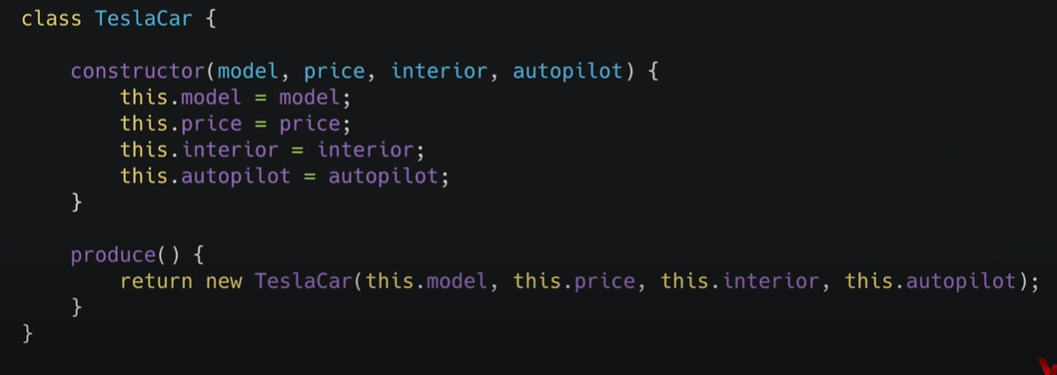 class TeslaCar {
constructor(model, price, interior, autopilot) {
this.model = model;
this.price = price;
this.interior = interior;
this.autopilot = autopilot;
}
produce() {
return new TeslaCar(this.model, this.price, this.interior, this.autopilot);
}
}